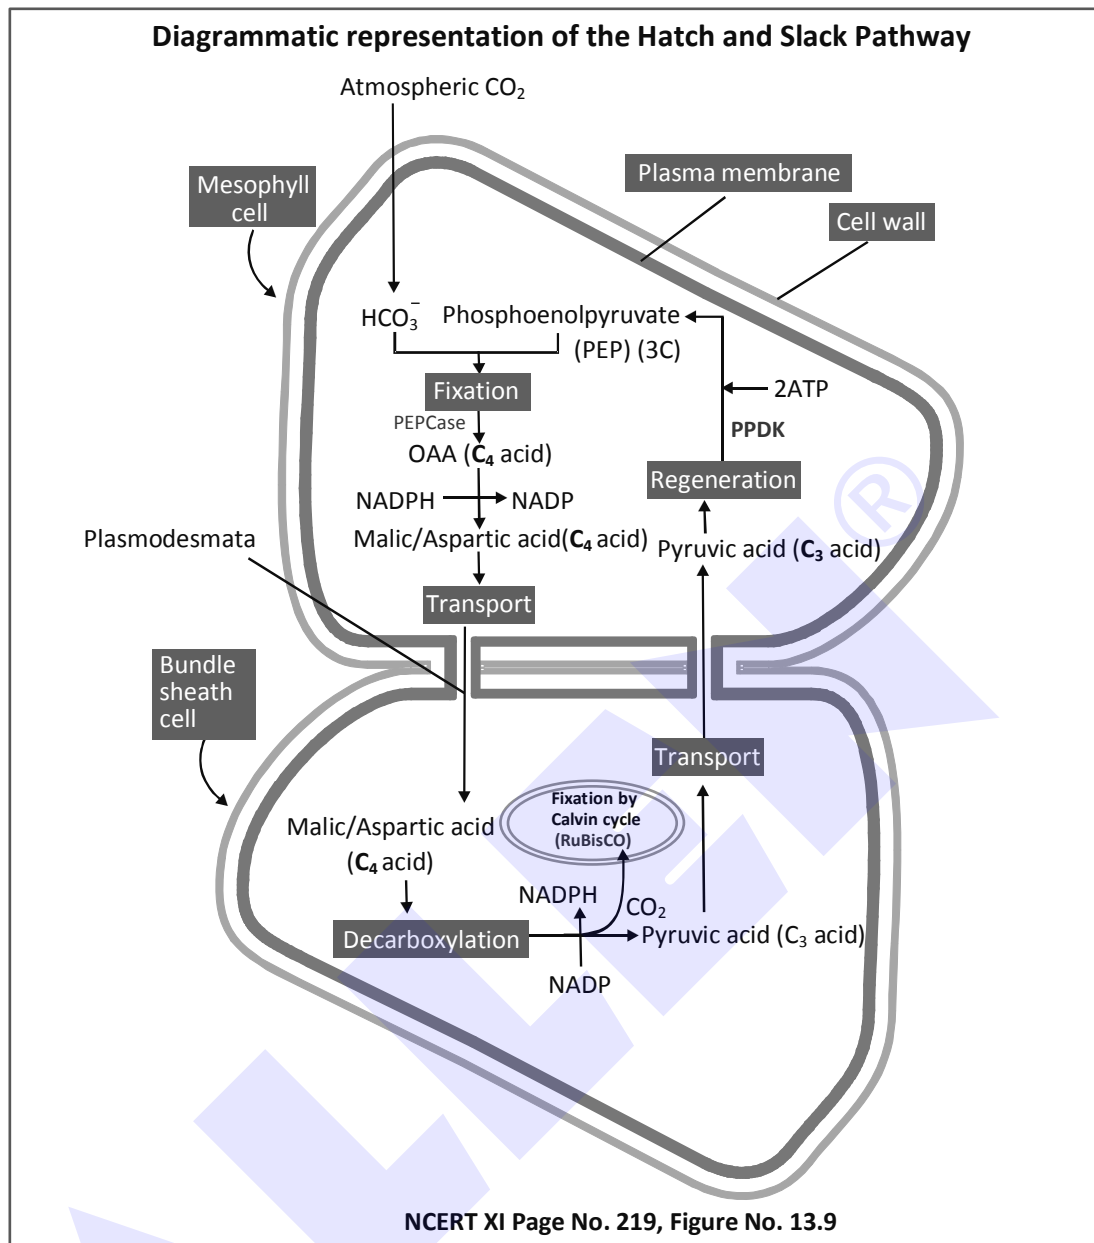 Diagrammatic representation of the Hatch and Slack Pathway
Atmospheric CO₂
Mesophyll
cell
Plasma membrane
Cell wall
HCO₃⁻
Phosphoenolpyruvate
(PEP) (3C)
Fixation
2ATP
PEPCase
PPDK
OAA (C₄ acid)
Regeneration
NADPH
NADP
Plasmodesmata
Malic/Aspartic acid(C₄ acid)
Pyruvic acid (C₃ acid)
Transport
Bundle
sheath
cell
Transport
Fixation by
Calvin cycle
(RuBisCO)
Malic/Aspartic acid
(C₄ acid)
NADPH
CO₂
Decarboxylation
Pyruvic acid (C₃ acid)
NADP
®
NCERT XI Page No. 219, Figure No. 13.9